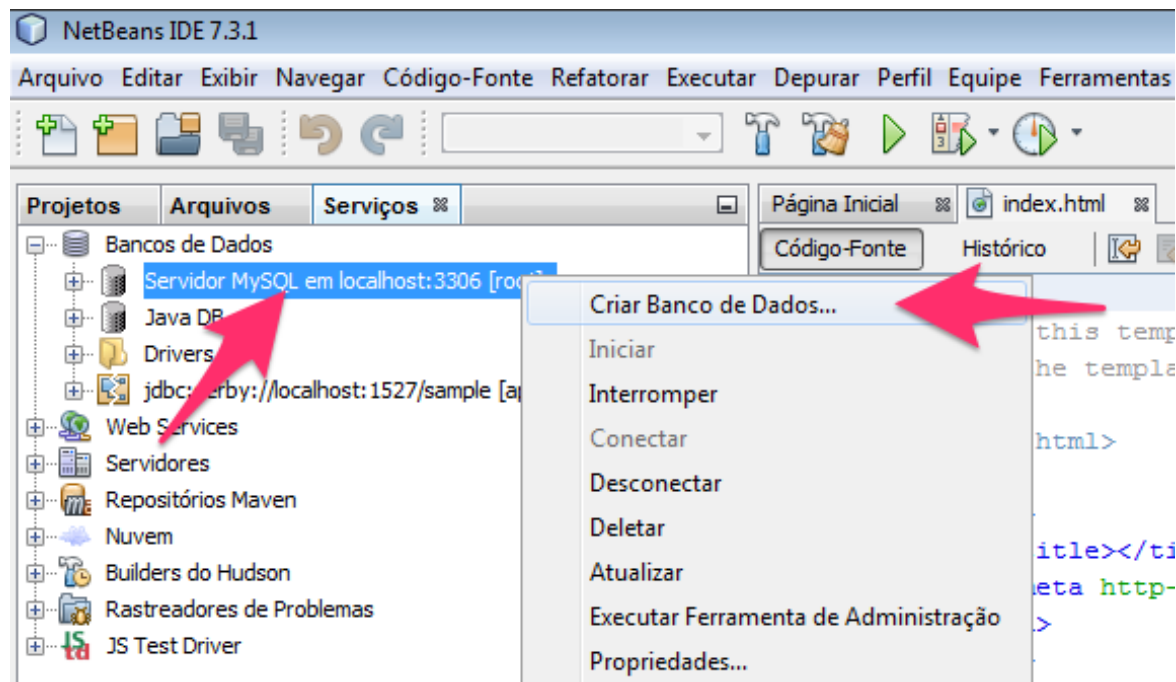 NetBeans IDE 7.3.1
Arquivo Editar Exibir Navegar Código-Fonte Refatorar Executar Depurar Perfil Equipe Ferramentas
Projetos Arquivos Serviços
Página Inicial index.html
Código-Fonte Histórico
Bancos de Dados
Servidor MySQL em localhost:3306
Java DB
Drivers
localhost:1527/sample
Web Services
Servidores
Repositórios Maven
Nuvem
Builders do Hudson
Rastreadores de Problemas
JS Test Driver
Criar Banco de Dados...
Iniciar
Interromper
Conectar
Desconectar
Deletar
Atualizar
Executar Ferramenta de Administração
Propriedades...
this temp
he templa
html>
itle></ti
eta http-
>